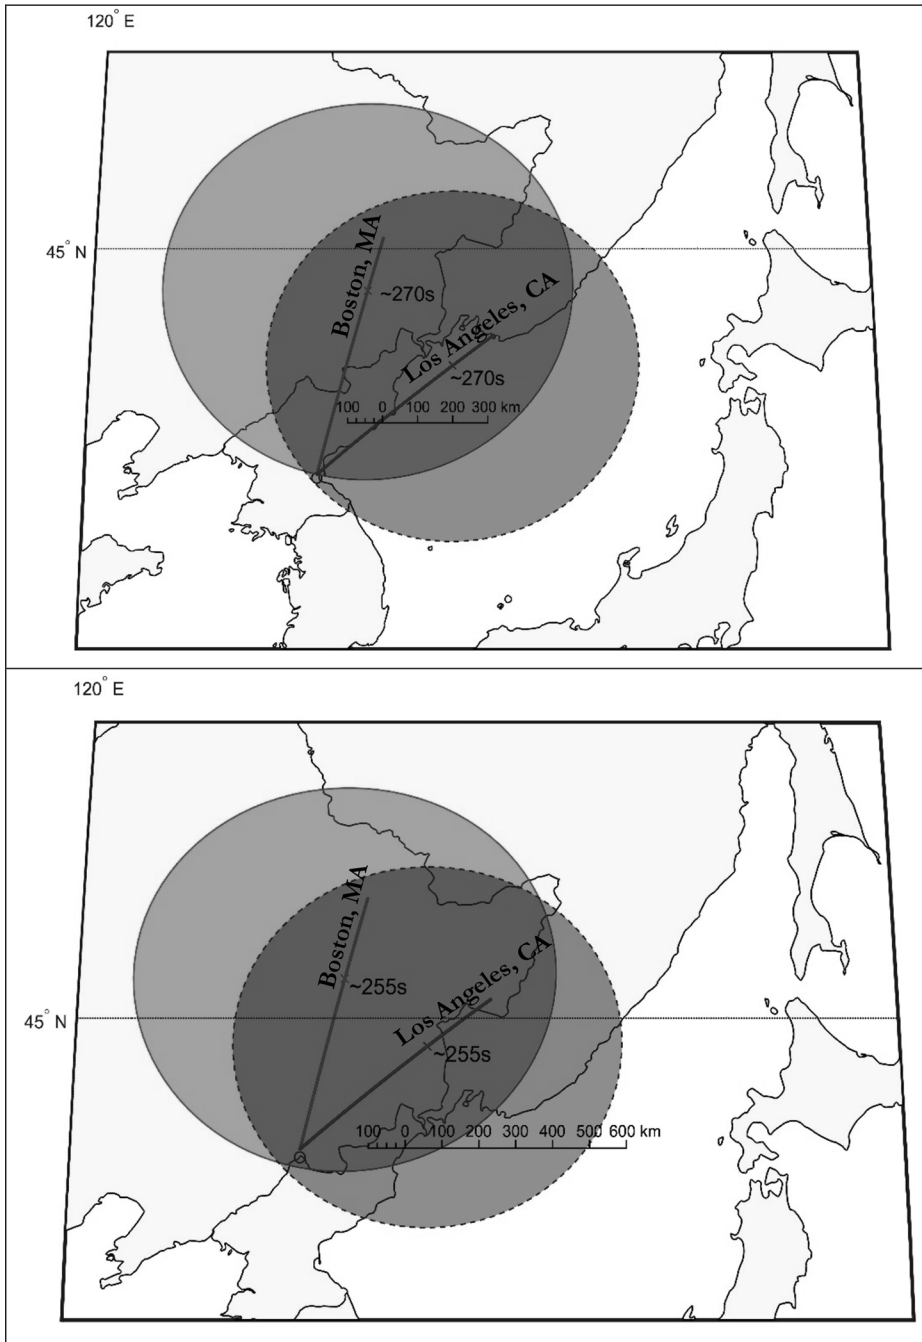 120° E
45° N
Boston, MA
~270s
Los Angeles, CA
~270s
100 0 100 200 300 km
120° E
Boston, MA
~255s
Los Angeles, CA
45° N
~255s
100 0 100 200 300 400 500 600 km